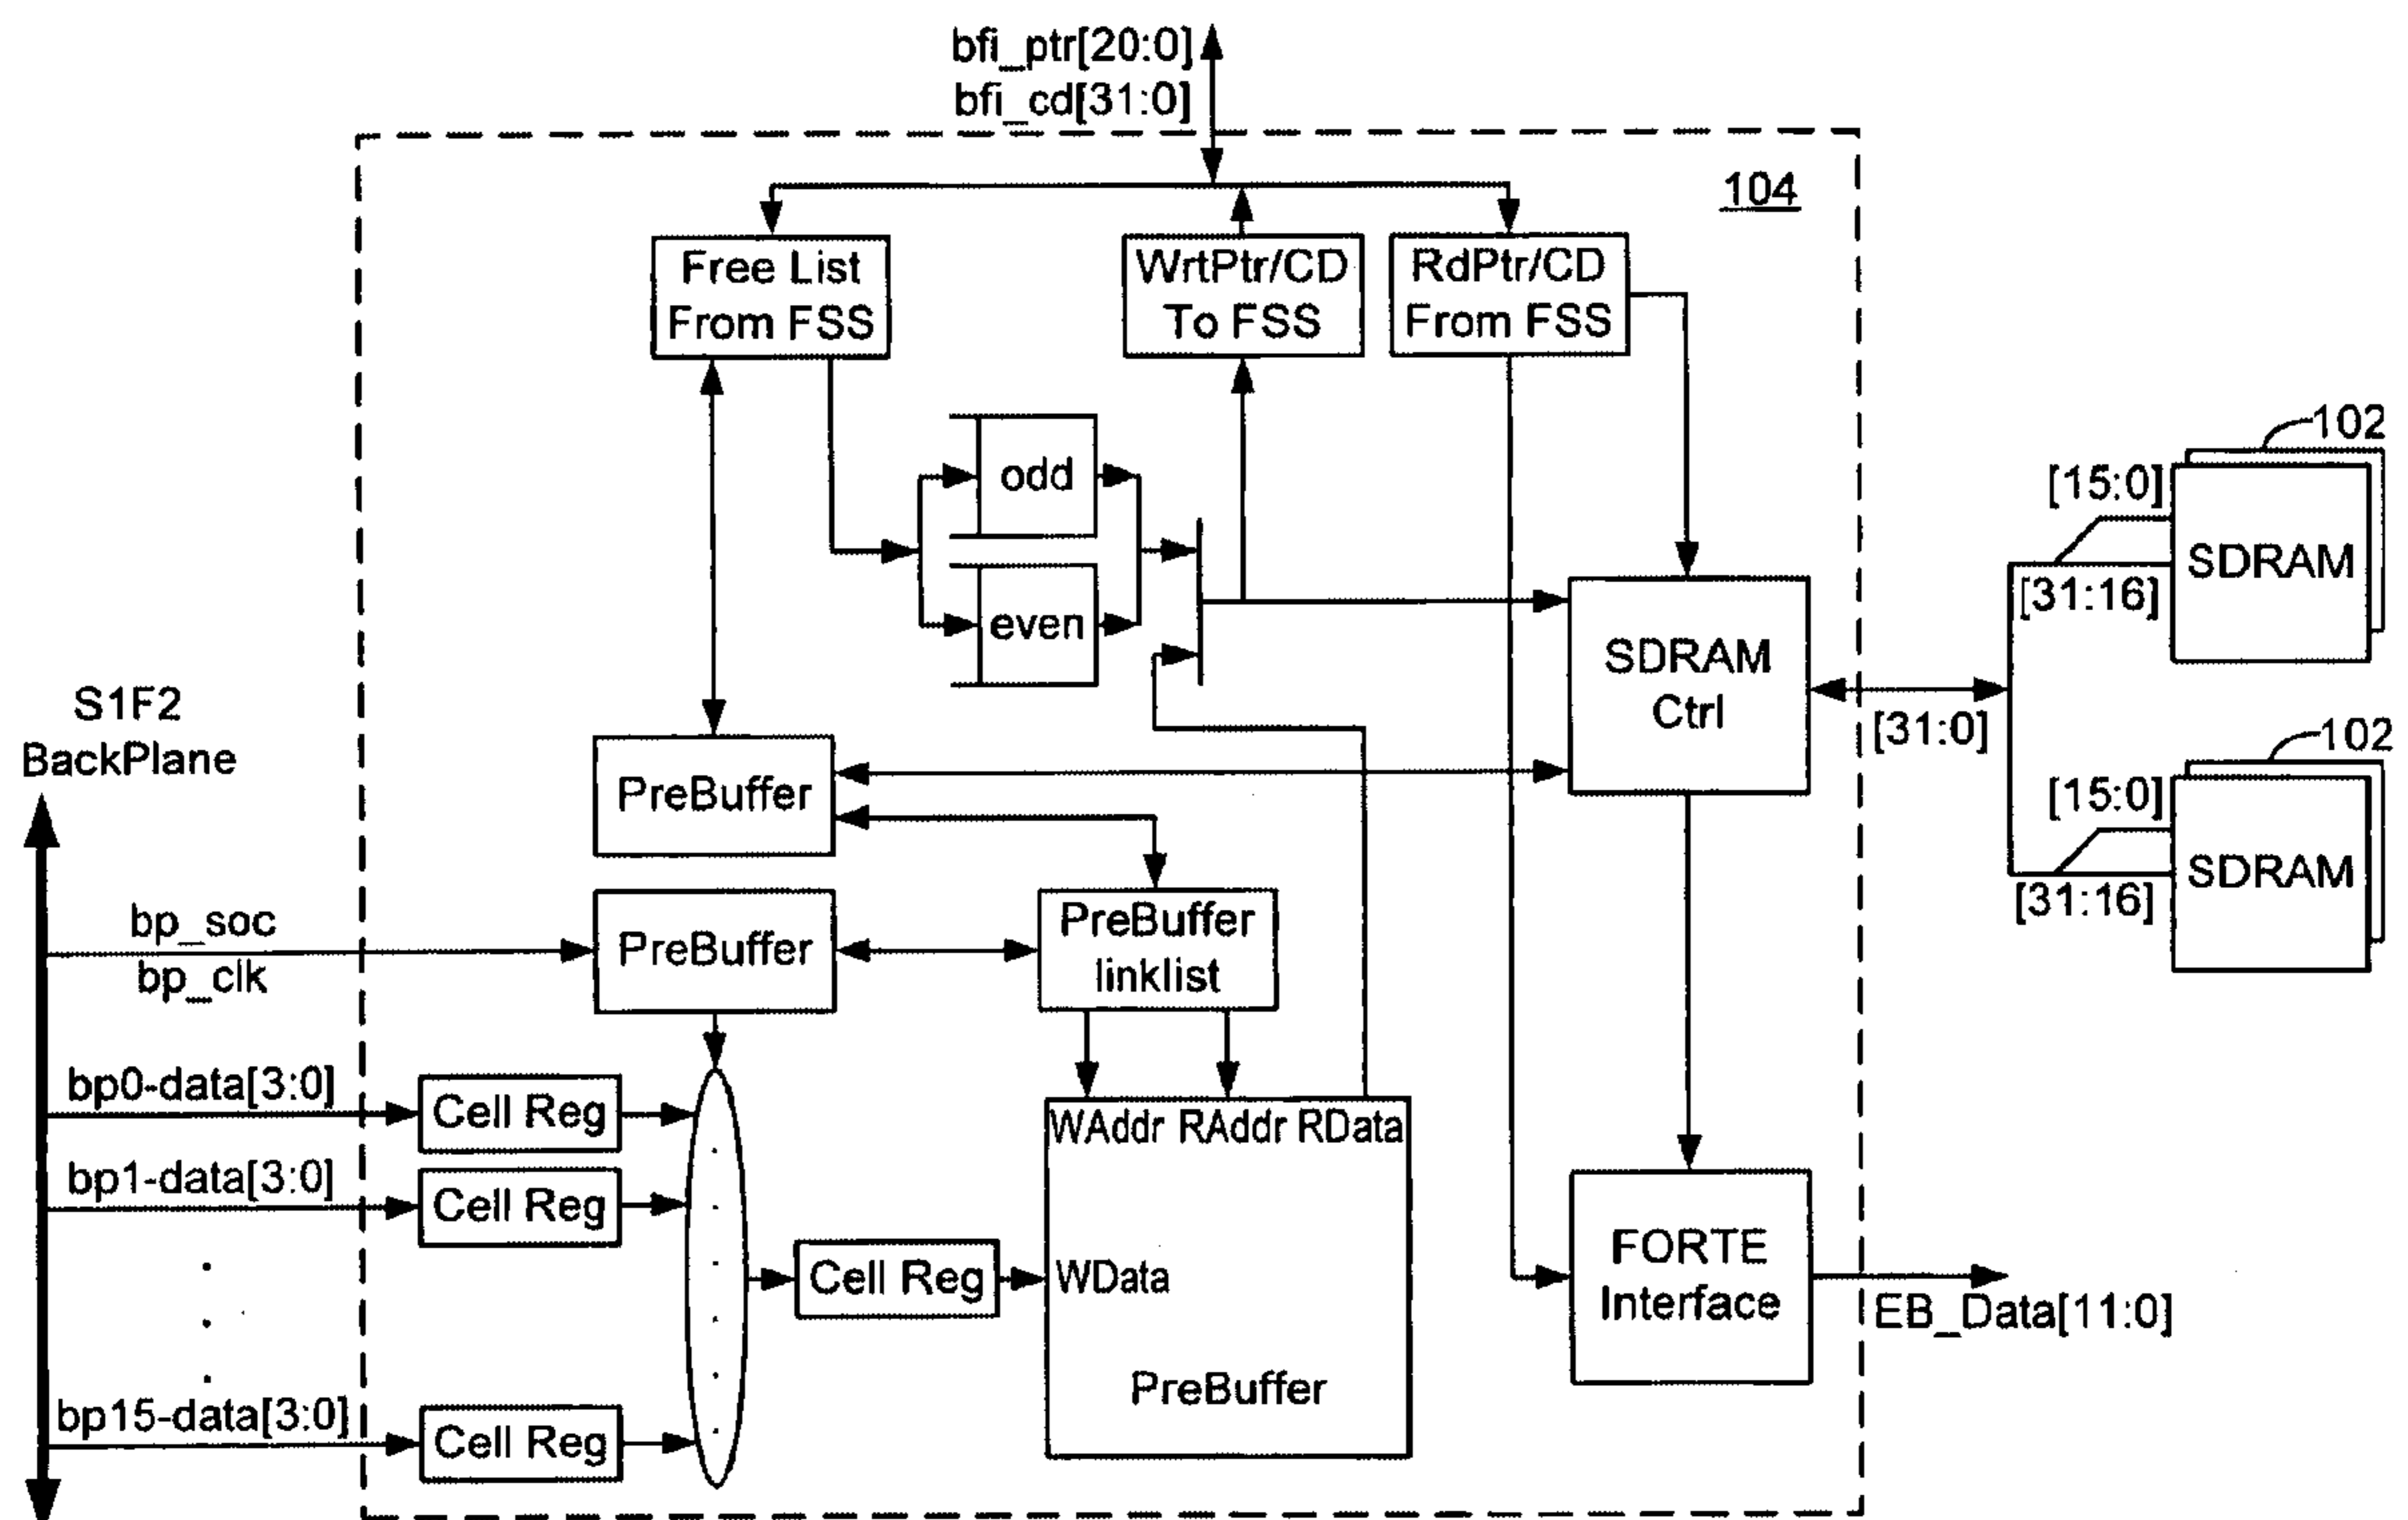 bfi_ptr[20:0]
bfi_cd[31:0]
104
Free List
From FSS
WrtPtr/CD
To FSS
RdPtr/CD
From FSS
odd
even
102
[15:0]
SDRAM
[31:16]
SDRAM
Ctrl
[31:0]
102
[15:0]
SDRAM
[31:16]
S1F2
BackPlane
PreBuffer
bp_soc
bp_clk
PreBuffer
PreBuffer
linklist
bp0-data[3:0]
Cell Reg
WAddr RAddr RData
bp1-data[3:0]
Cell Reg
Cell Reg
WData
PreBuffer
FORTE
Interface
EB_Data[11:0]
bp15-data[3:0]
Cell Reg